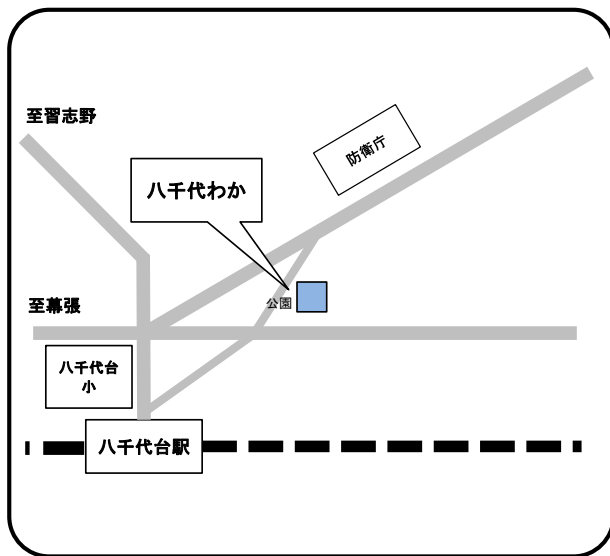 至習志野
防衛庁
八千代わか
公園
至幕張
八千代台
小
八千代台駅